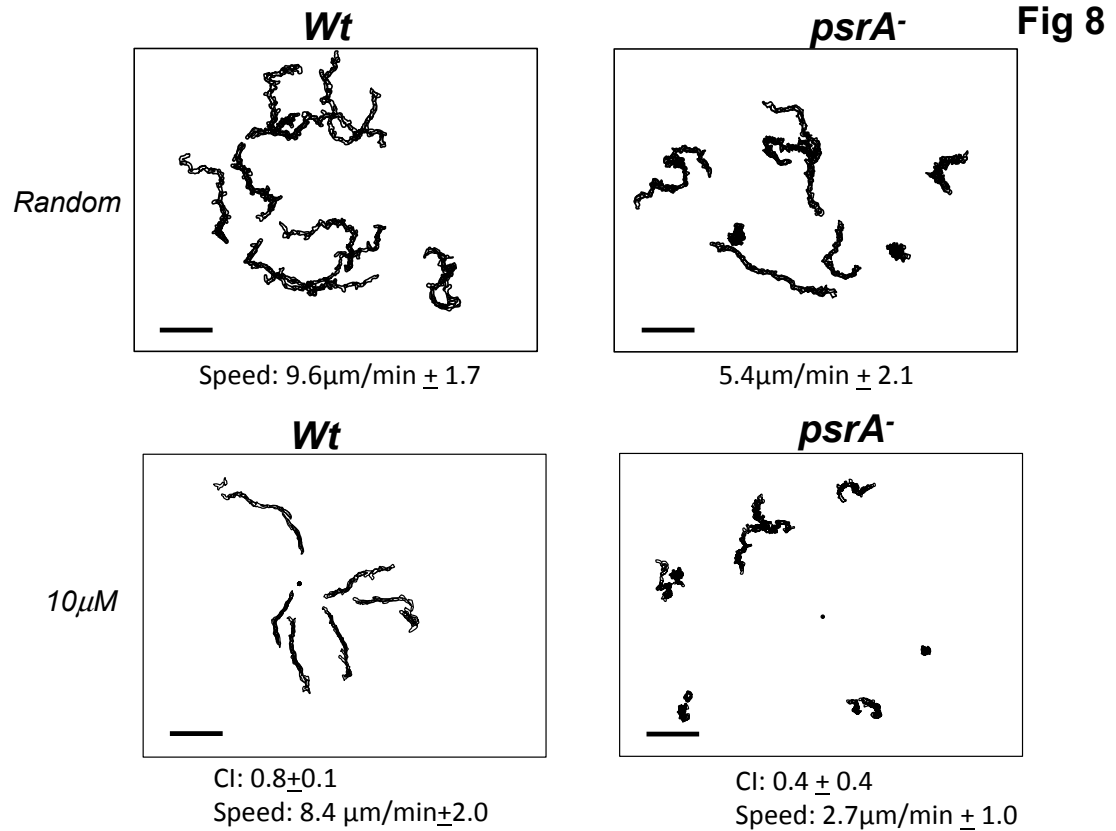 Fig 8
Wt
psrA-
Random
Speed: 9.6µm/min ± 1.7
5.4µm/min ± 2.1
Wt
psrA-
10µM
CI: 0.8±0.1
Speed: 8.4 µm/min±2.0
CI: 0.4 ± 0.4
Speed: 2.7µm/min ± 1.0